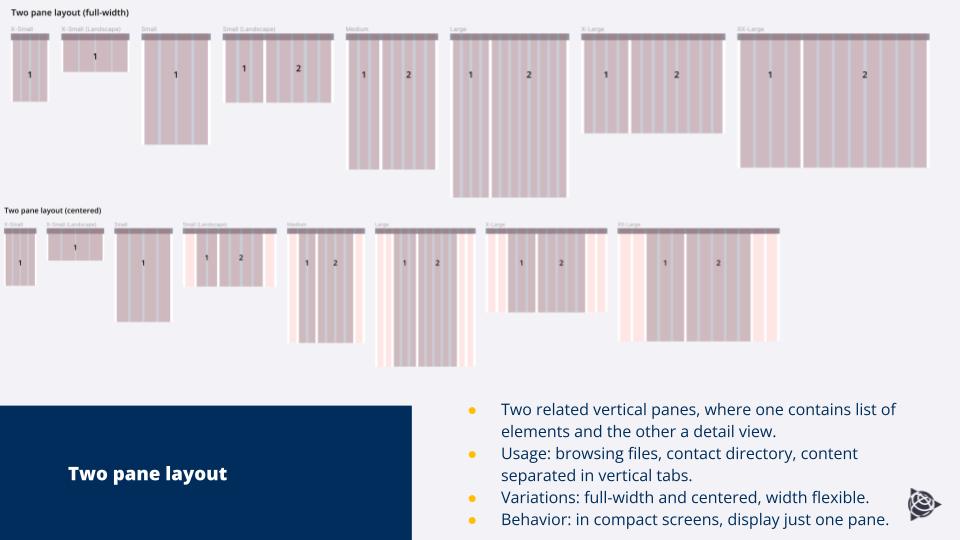 Two pane layout (full-width)
X-Small X-Small (Landscape) Small Small (Landscape) Medium Large X-Large XX-Large
1 1 1 1 2 1 2 1 2 1 2 1 2
Two pane layout (centered)
X-Small X-Small (Landscape) Small Small (Landscape) Medium Large X-Large XX-Large
1 1 1 1 2 1 2 1 2 1 2 1 2
Two pane layout
● Two related vertical panes, where one contains list of
elements and the other a detail view.
● Usage: browsing files, contact directory, content
separated in vertical tabs.
● Variations: full-width and centered, width flexible.
● Behavior: in compact screens, display just one pane.